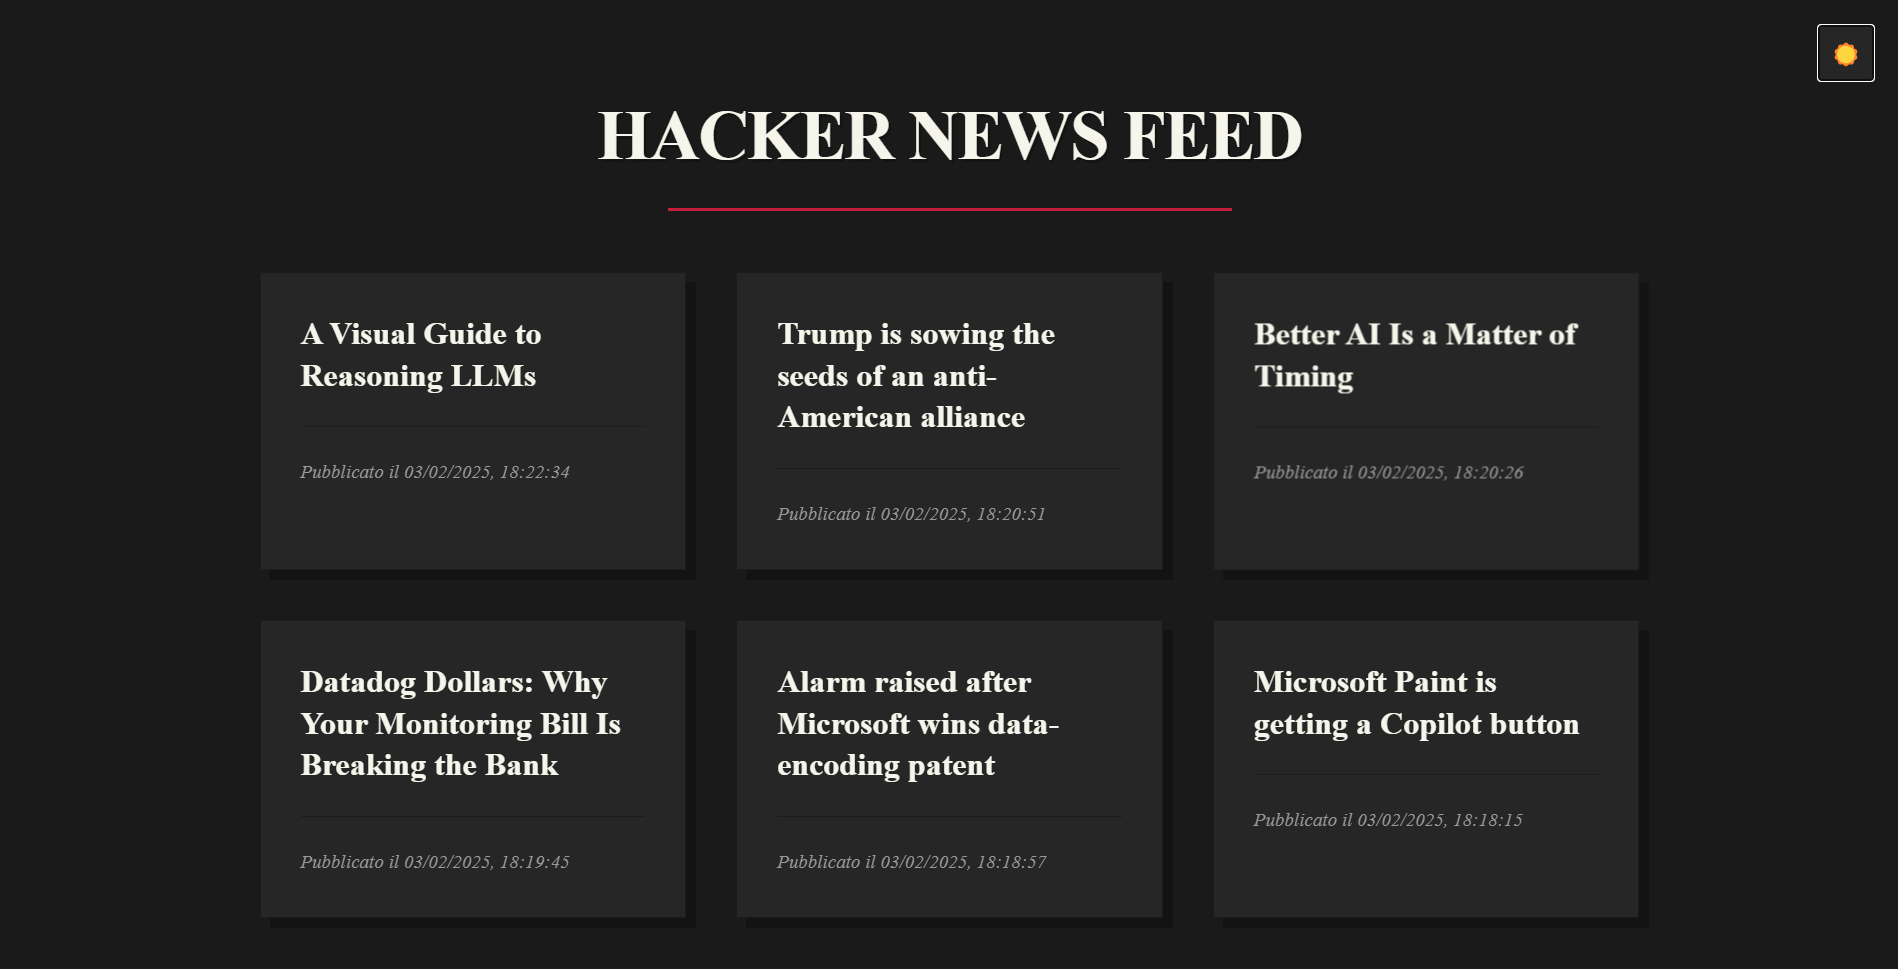 HACKER NEWS FEED
A Visual Guide to
Reasoning LLMs
Pubblicato il 03/02/2025, 18:22:34
Trump is sowing the
seeds of an anti-
American alliance
Pubblicato il 03/02/2025, 18:20:51
Better AI Is a Matter of
Timing
Pubblicato il 03/02/2025, 18:20:26
Datadog Dollars: Why
Your Monitoring Bill Is
Breaking the Bank
Pubblicato il 03/02/2025, 18:19:45
Alarm raised after
Microsoft wins data-
encoding patent
Pubblicato il 03/02/2025, 18:18:57
Microsoft Paint is
getting a Copilot button
Pubblicato il 03/02/2025, 18:18:15